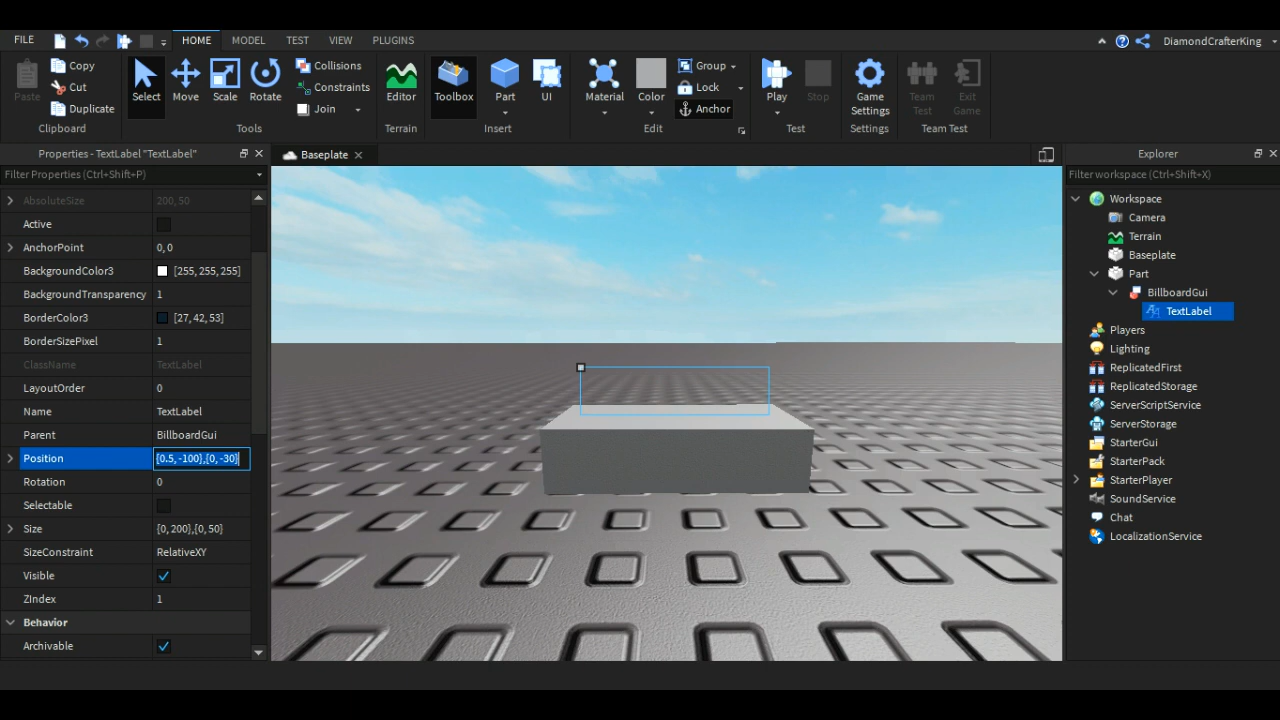 FILE HOME MODEL TEST VIEW PLUGINS DiamondCrafterKing
Paste Copy Cut Duplicate
Select Move Scale Rotate Collisions Constraints Join
Editor Toolbox Part UI
Material Color Group Lock Anchor
Play Stop Game Settings Team Test Exit Game
Clipboard Tools Terrain Insert Edit Test Settings Team Test
Properties - TextLabel "TextLabel"
Filter Properties (Ctrl+Shift+P)
AbsoluteSize 200, 50
Active
AnchorPoint 0, 0
BackgroundColor3 [255, 255, 255]
BackgroundTransparency 1
BorderColor3 [27, 42, 53]
BorderSizePixel 1
ClassName TextLabel
LayoutOrder 0
Name TextLabel
Parent BillboardGui
Position {0.5, -100},{0, -30}
Rotation 0
Selectable
Size {0, 200},{0, 50}
SizeConstraint RelativeXY
Visible
ZIndex 1
Behavior
Archivable
Baseplate
Explorer
Filter workspace (Ctrl+Shift+X)
Workspace
Camera
Terrain
Baseplate
Part
BillboardGui
TextLabel
Players
Lighting
ReplicatedFirst
ReplicatedStorage
ServerScriptService
ServerStorage
StarterGui
StarterPack
StarterPlayer
SoundService
Chat
LocalizationService